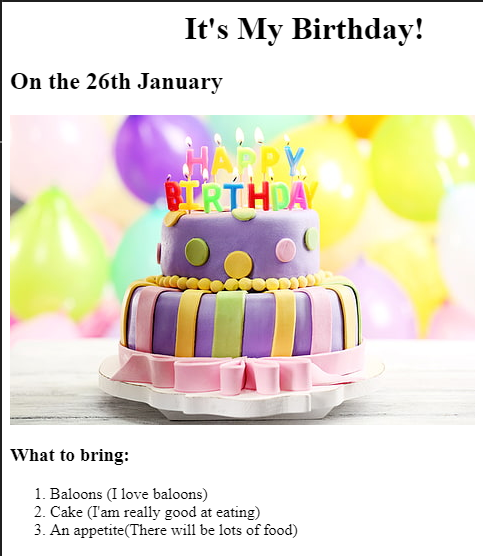 It's My Birthday!
On the 26th January
HAPPY
BIRTHDAY
What to bring:
1. Baloons (I love baloons)
2. Cake (I'am really good at eating)
3. An appetite(There will be lots of food)